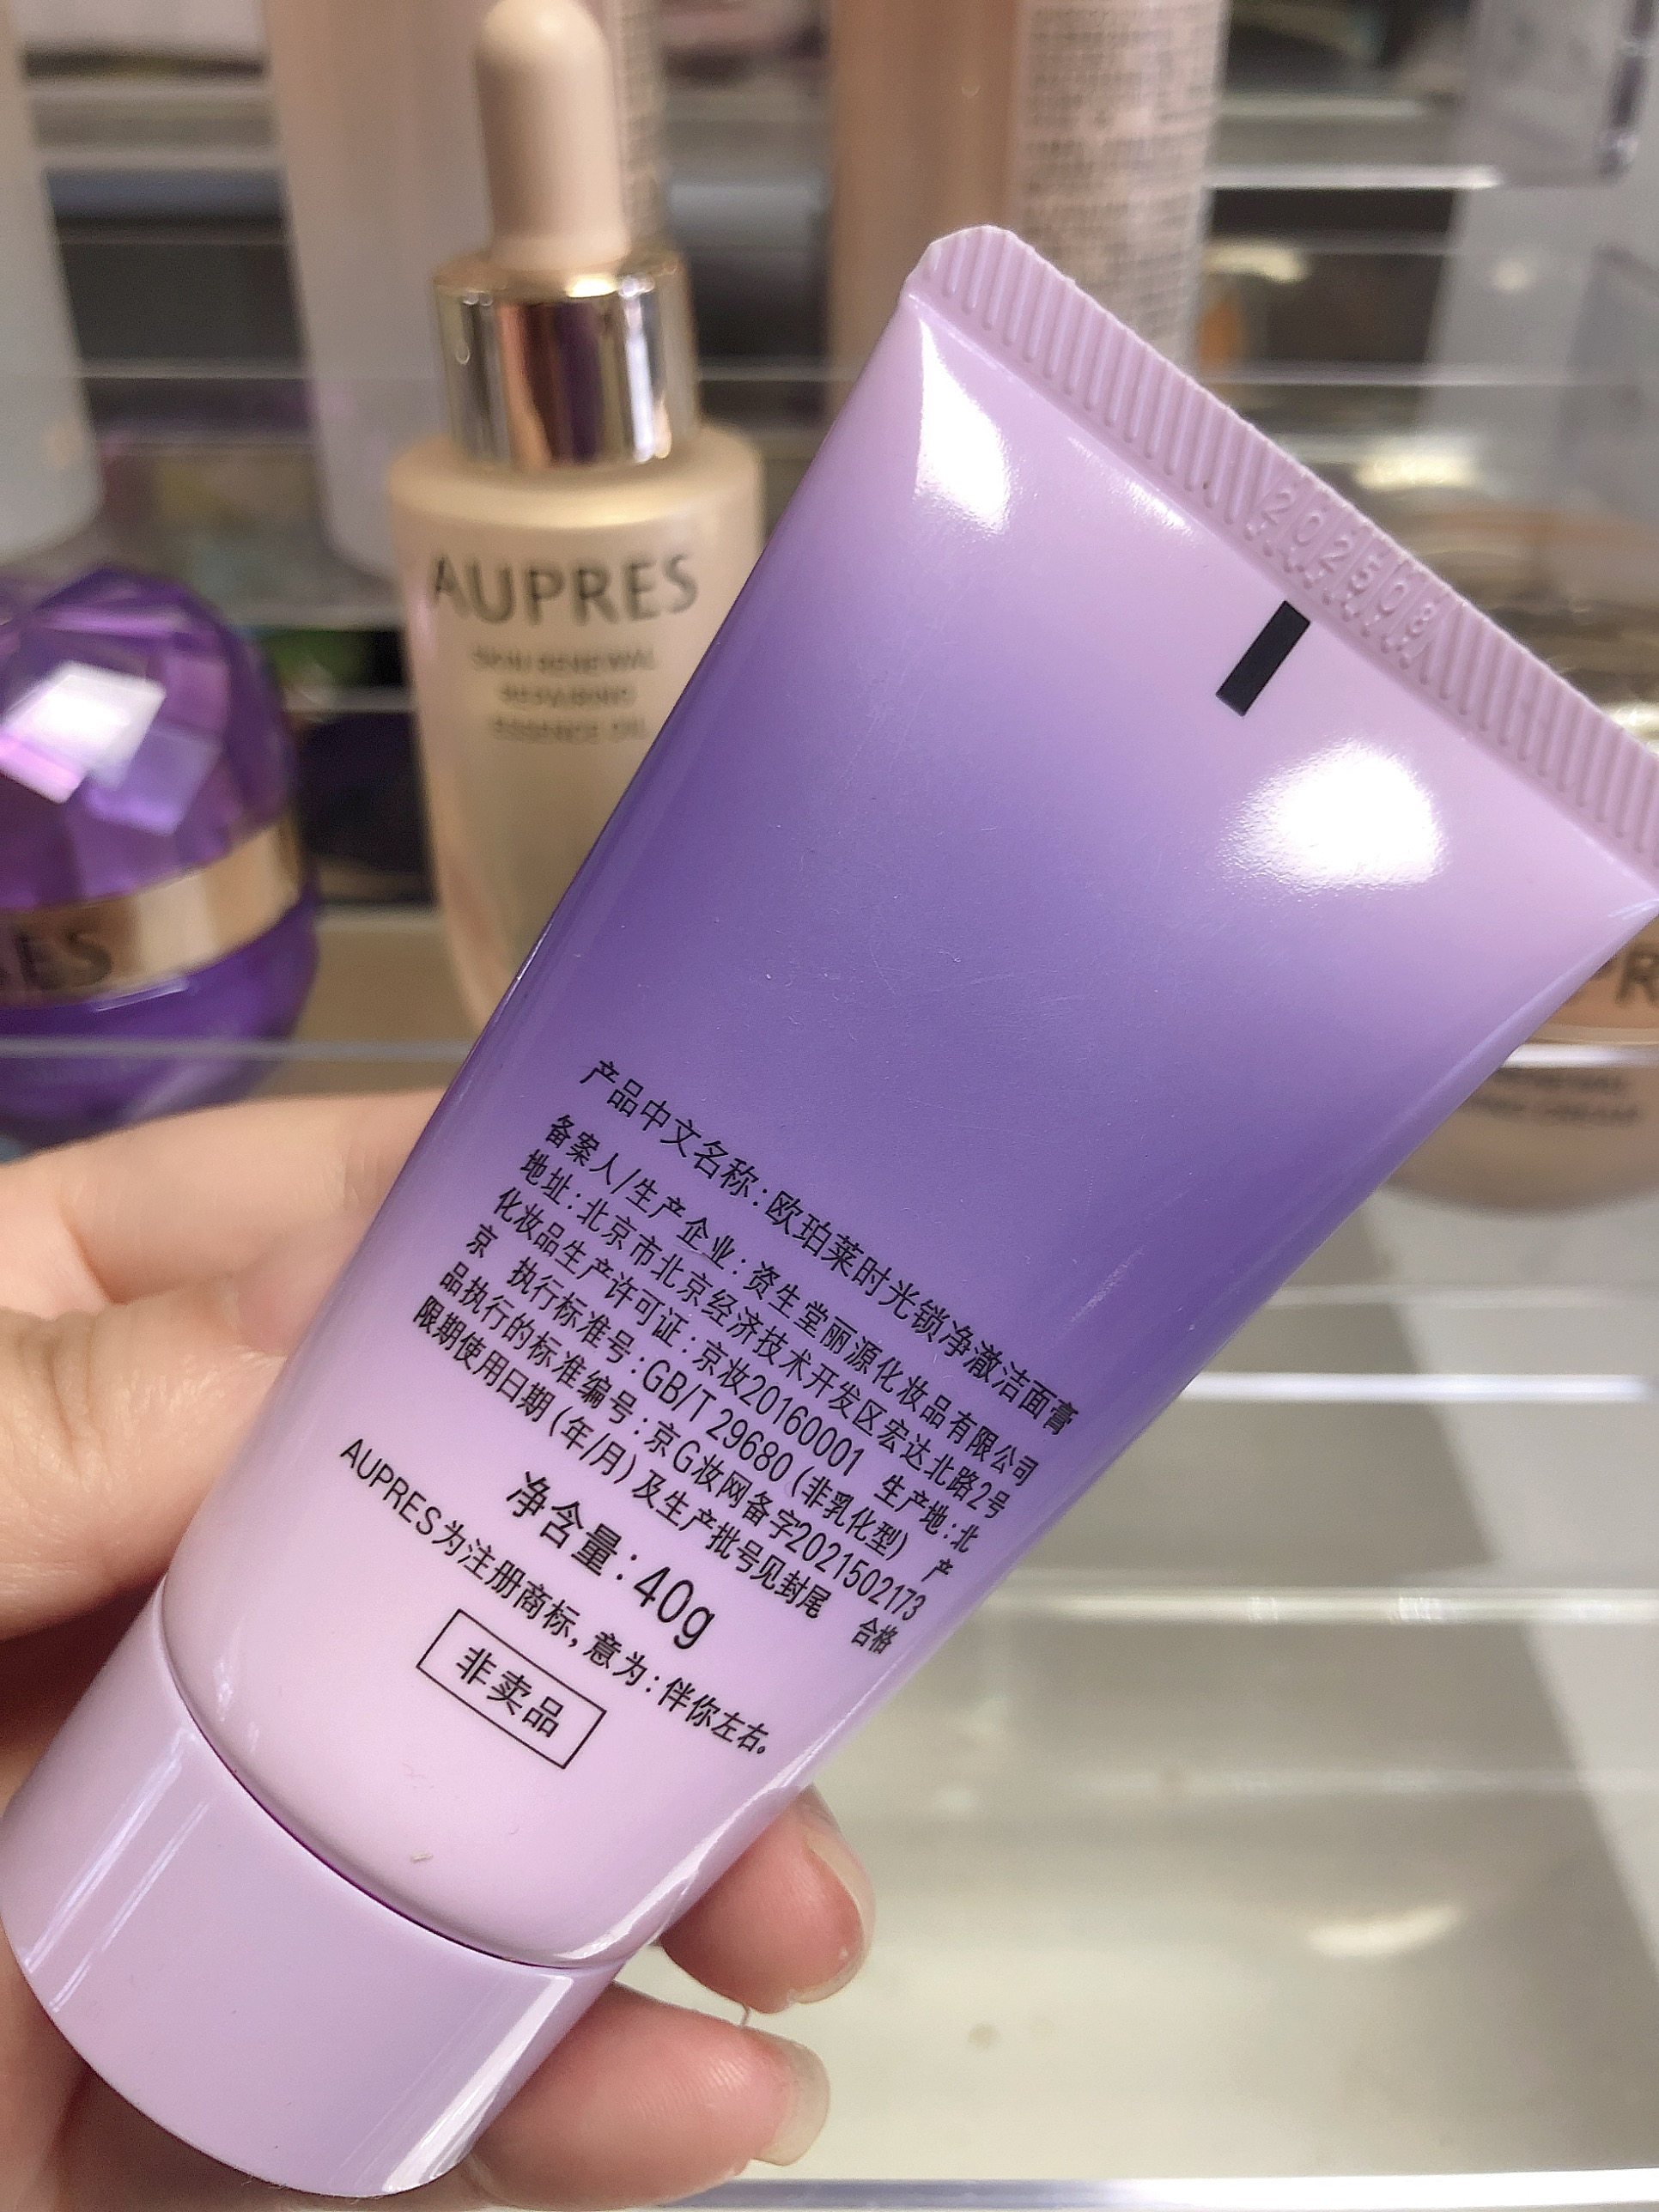 AUPRES
SKIN RENEWAL
REPAIRING
ESSENCE OIL
202508
产品中文名称:欧珀莱时光锁净澈洁面膏
备案人/生产企业:资生堂丽源化妆品有限公司
地址:北京市北京经济技术开发区宏达北路2号
化妆品生产许可证:京妆20160001 生产地:北
京 执行标准号:GB/T 29680(非乳化型) 产
品执行的标准编号:京G妆网备字2021502173
限期使用日期(年/月)及生产批号见封尾 合格
净含量:40g
AUPRES为注册商标,意为:伴你左右。
非卖品